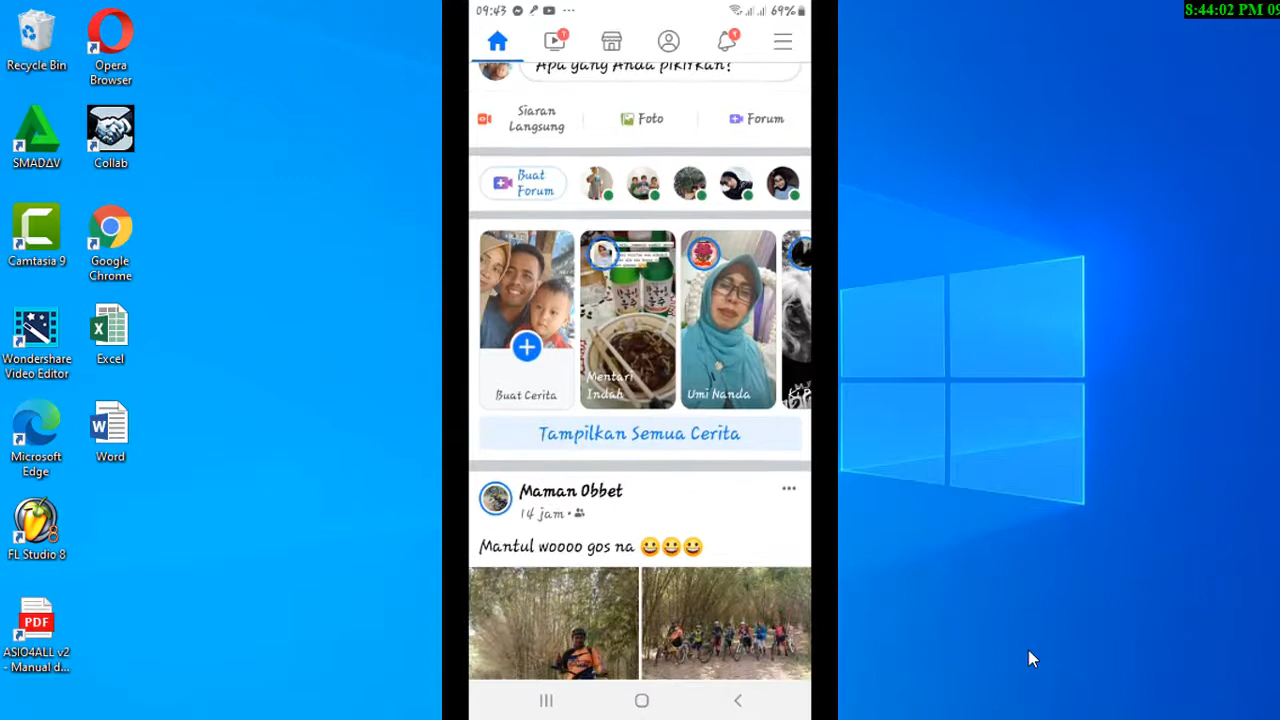 8:44:02 PM 09
Recycle Bin
Opera
Browser
SMADΔV
Collab
Camtasia 9
Google
Chrome
Wondershare
Video Editor
Excel
Microsoft
Edge
Word
FL Studio 8
PDF
ASIO4ALL v2
- Manual d...
09:43
69%
Apa yang Anda pikirkan?
Siaran
Langsung
Foto
Forum
Buat
Forum
Buat Cerita
Mentari
Indah
Umi Nanda
Tampilkan Semua Cerita
Maman Obbet
14 jam
Mantul woooo gos na 😀😀😀